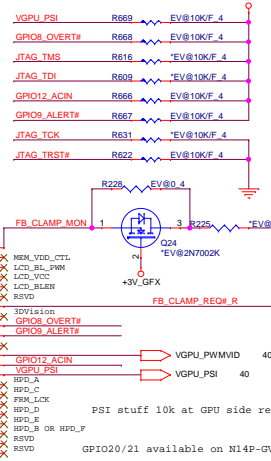 VGPU_PSI R669 EV@10K/F_4
GPIO8_OVERT# R668 EV@10K/F_4
JTAG_TMS R616 *EV@10K/F_4
JTAG_TDI R609 *EV@10K/F_4
GPIO12_ACIN R666 EV@10K/F_4
GPIO9_ALERT# R667 EV@10K/F_4
JTAG_TCK R631 *EV@10K/F_4
JTAG_TRST# R622 EV@10K/F_4
R228 EV@0_4
FB_CLAMP_MON 1 3 R225 *EV@
Q24
*EV@2N7002K
2
+3V_GFX
MEM_VDD_CTL
LCD_BL_PWM
LCD_VCC
LCD_BLEN
RSVD
FB_CLAMP_REQ#_R
3DVision
GPIO8_OVERT#
GPIO9_ALERT#
VGPU_PWMVID 40
GPIO12_ACIN
VGPU_PSI VGPU_PSI 40
HPD_A
HPD_C
FRM_LCK
HPD_D PSI stuff 10k at GPU side re
HPD_E
HPD_B OR HPD_F
RSVD
RSVD GPIO20/21 available on N14P-GV